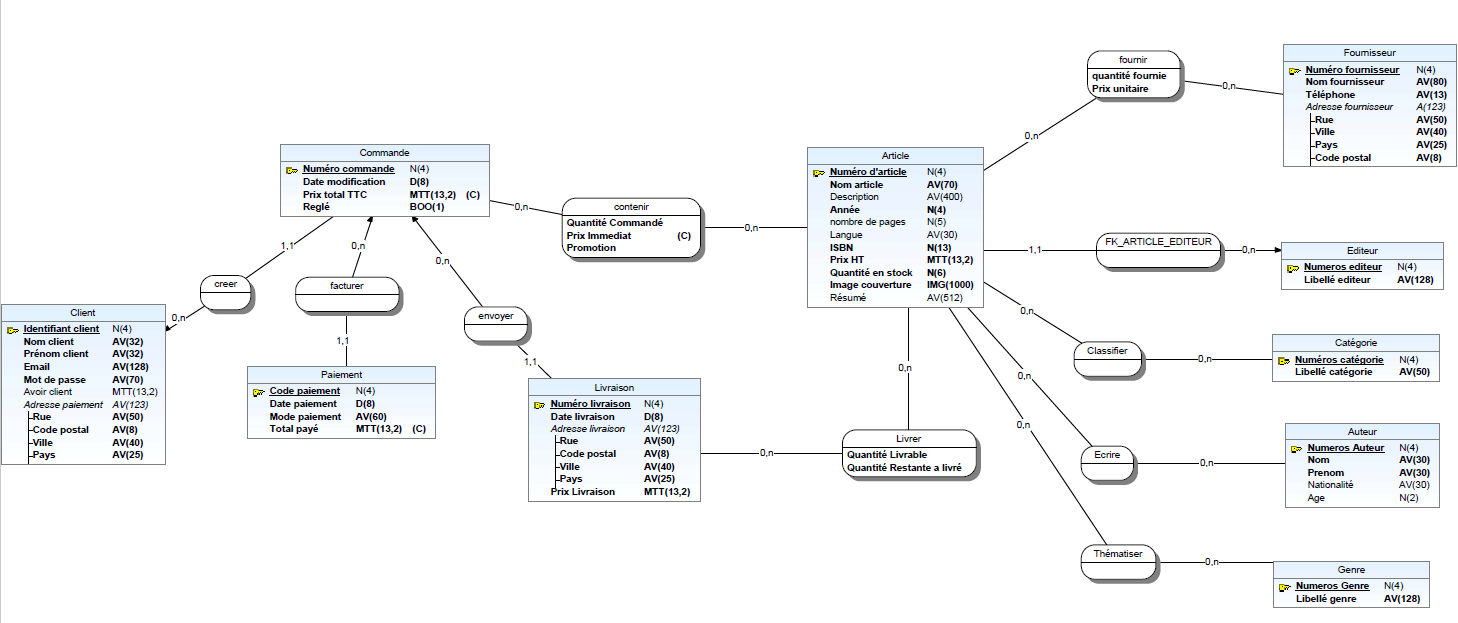 fournir
quantité fournie
Prix unitaire
0,n
0,n
Fournisseur
Numéro fournisseur N(4)
Nom fournisseur AV(80)
Téléphone AV(13)
Adresse fournisseur A(123)
Rue AV(50)
Ville AV(40)
Pays AV(25)
Code postal AV(8)
Commande
Numéro commande N(4)
Date modification D(8)
Prix total TTC MTT(13,2) (C)
Reglé BOO(1)
0,n
contenir
Quantité Commandé
Prix Immediat (C)
Promotion
0,n
Article
Numéro d'article N(4)
Nom article AV(70)
Description AV(400)
Année N(4)
nombre de pages N(5)
Langue AV(30)
ISBN N(13)
Prix HT MTT(13,2)
Quantité en stock N(6)
Image couverture IMG(1000)
Résumé AV(512)
1,1
FK_ARTICLE_EDITEUR
0,n
Editeur
Numeros editeur N(4)
Libellé editeur AV(128)
1,1
0,n
0,n
creer
facturer
envoyer
0,n
1,1
1,1
Client
Identifiant client N(4)
Nom client AV(32)
Prénom client AV(32)
Email AV(128)
Mot de passe AV(70)
Avoir client MTT(13,2)
Adresse paiement AV(123)
Rue AV(50)
Code postal AV(8)
Ville AV(40)
Pays AV(25)
Paiement
Code paiement N(4)
Date paiement D(8)
Mode paiement AV(60)
Total payé MTT(13,2) (C)
Livraison
Numéro livraison N(4)
Date livraison D(8)
Adresse livraison AV(123)
Rue AV(50)
Code postal AV(8)
Ville AV(40)
Pays AV(25)
Prix Livraison MTT(13,2)
0,n
0,n
Livrer
Quantité Livrable
Quantité Restante a livré
0,n
Classifier
0,n
Catégorie
Numéros catégorie N(4)
Libellé catégorie AV(50)
0,n
Ecrire
0,n
Auteur
Numeros Auteur N(4)
Nom AV(30)
Prenom AV(30)
Nationalité AV(30)
Age N(2)
0,n
Thématiser
0,n
Genre
Numeros Genre N(4)
Libellé genre AV(128)